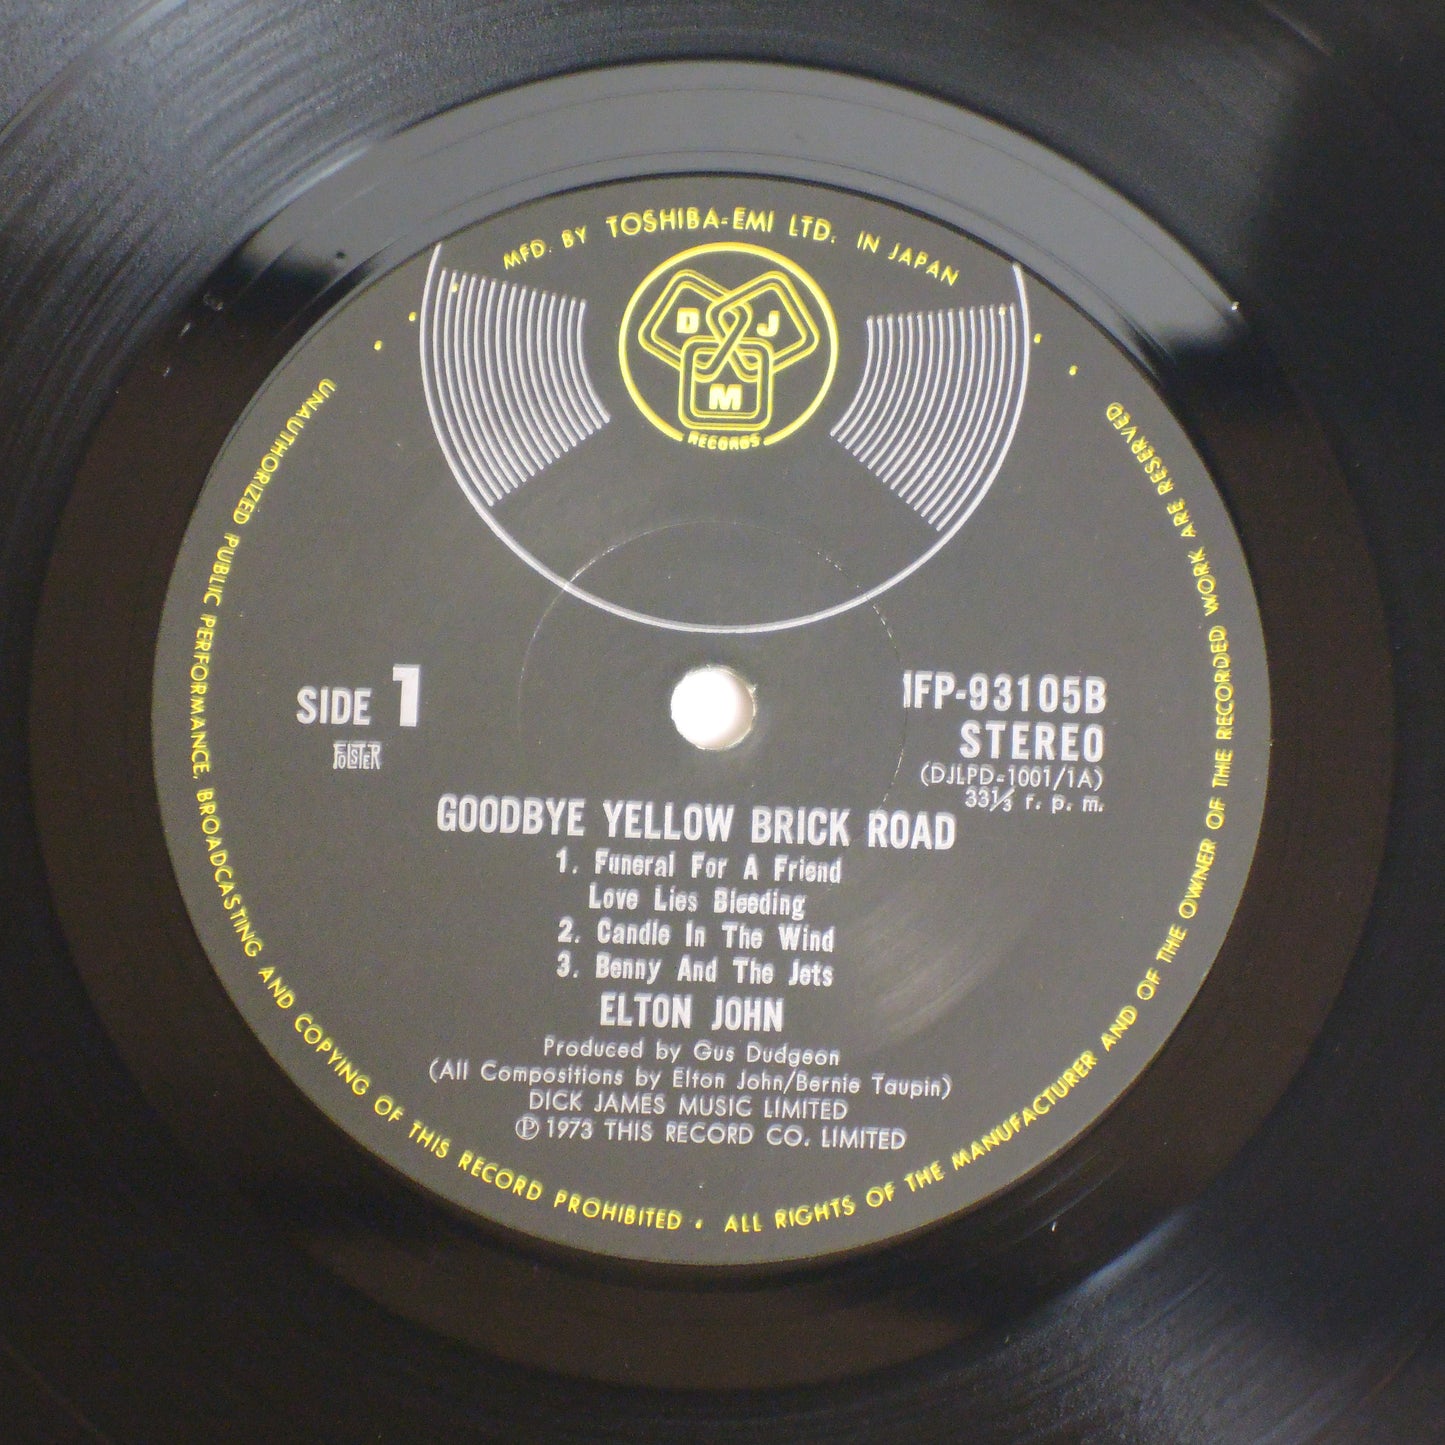 MFD. BY TOSHIBA-EMI LTD. IN JAPAN
D J
M
RECORDS
SIDE 1
FOLSTER
IFP-93105B
STEREO
(DJLPD-1001/1A)
33⅓ r. p. m.
GOODBYE YELLOW BRICK ROAD
1. Funeral For A Friend
Love Lies Bleeding
2. Candle In The Wind
3. Benny And The Jets
ELTON JOHN
Produced by Gus Dudgeon
(All Compositions by Elton John/Bernie Taupin)
DICK JAMES MUSIC LIMITED
Ⓟ 1973 THIS RECORD CO. LIMITED
UNAUTHORIZED PUBLIC PERFORMANCE, BROADCASTING AND COPYING OF THIS RECORD PROHIBITED • ALL RIGHTS OF THE MANUFACTURER AND OF THE OWNER OF THE RECORDED WORK ARE RESERVED